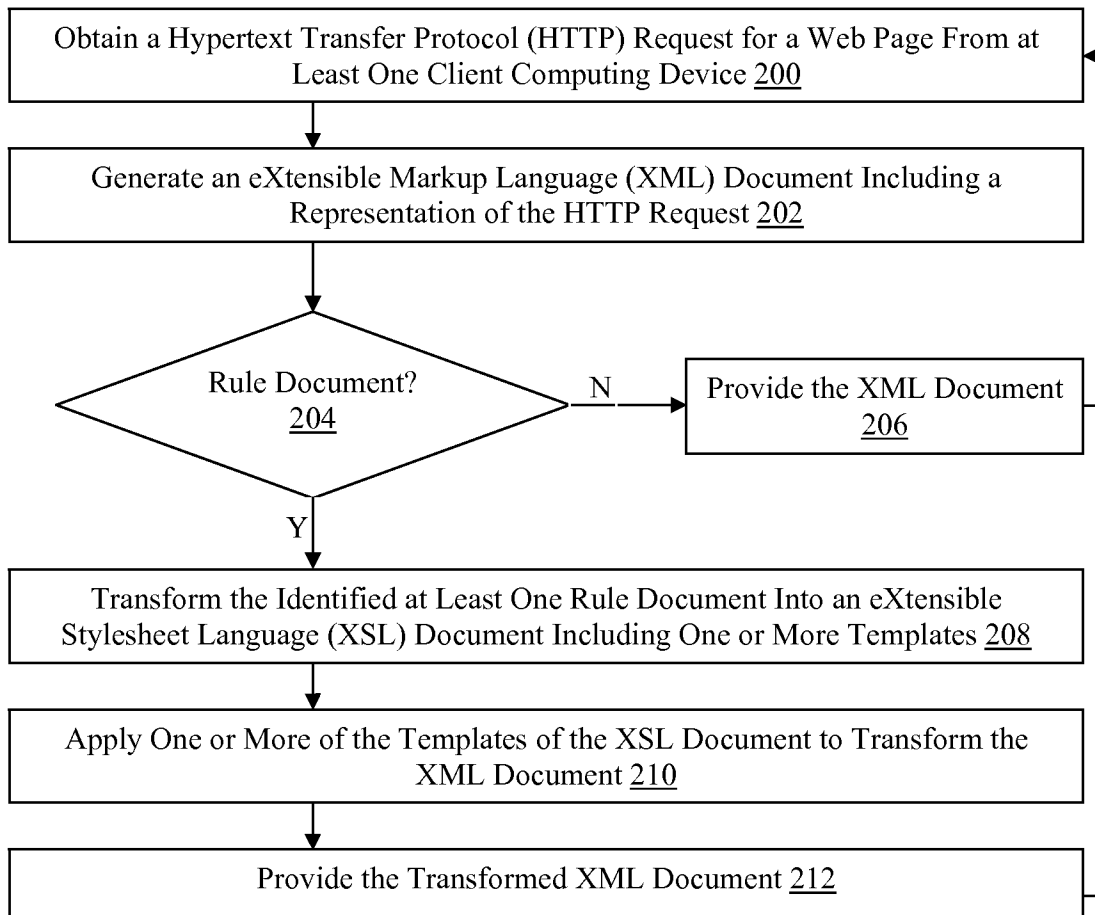 Obtain a Hypertext Transfer Protocol (HTTP) Request for a Web Page From at
Least One Client Computing Device 200
Generate an eXtensible Markup Language (XML) Document Including a
Representation of the HTTP Request 202
Rule Document?
204
N
Provide the XML Document
206
Y
Transform the Identified at Least One Rule Document Into an eXtensible
Stylesheet Language (XSL) Document Including One or More Templates 208
Apply One or More of the Templates of the XSL Document to Transform the
XML Document 210
Provide the Transformed XML Document 212